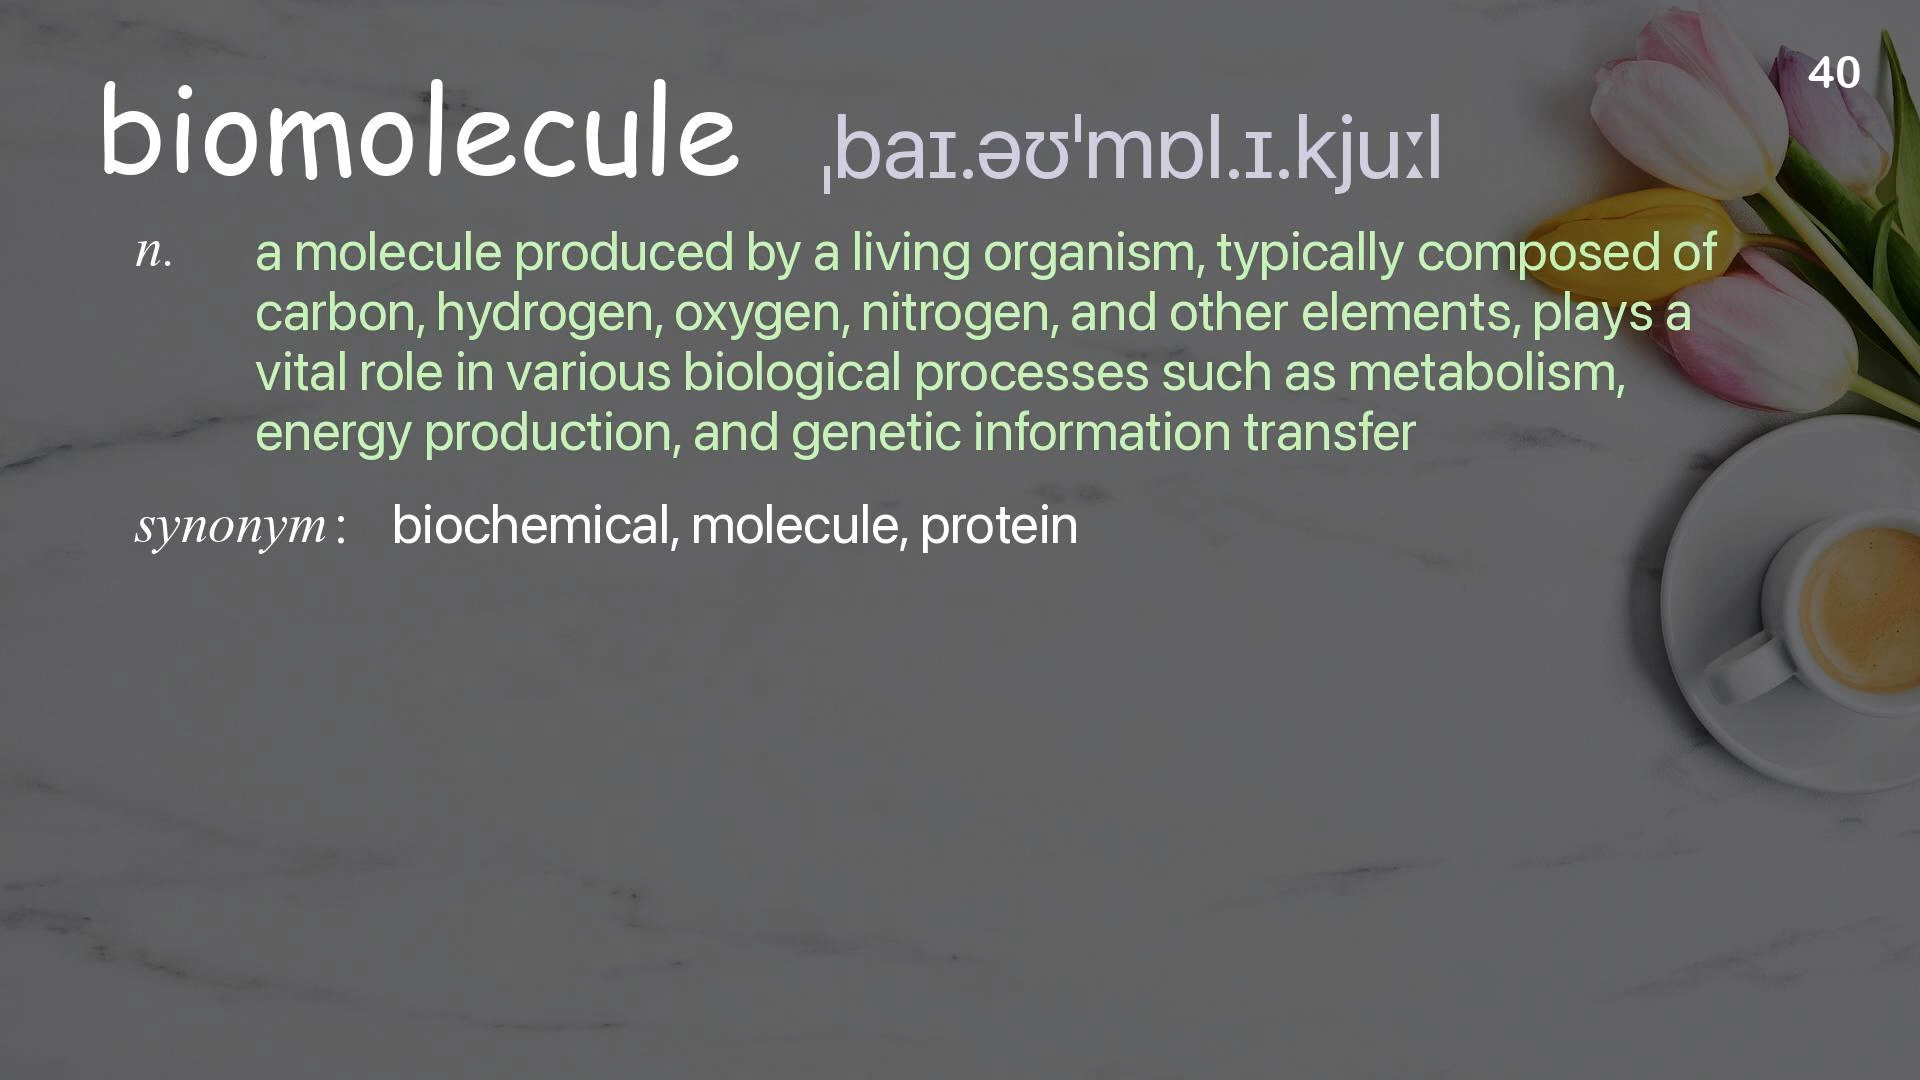 40
biomolecule ˌbaɪ.əʊˈmɒl.ɪ.kjuːl
n. a molecule produced by a living organism, typically composed of
carbon, hydrogen, oxygen, nitrogen, and other elements, plays a
vital role in various biological processes such as metabolism,
energy production, and genetic information transfer
synonym: biochemical, molecule, protein